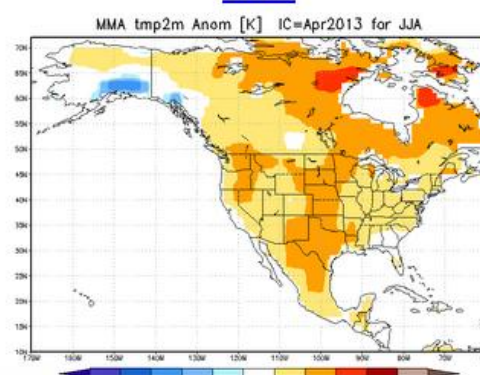 MMA tmp2m Anom [K] IC=Apr2013 for JJA
70N
65N
60N
55N
50N
45N
40N
35N
30N
25N
20N
15N
10N
170W 160W 150W 140W 130W 120W 110W 100W 90W 80W 70W